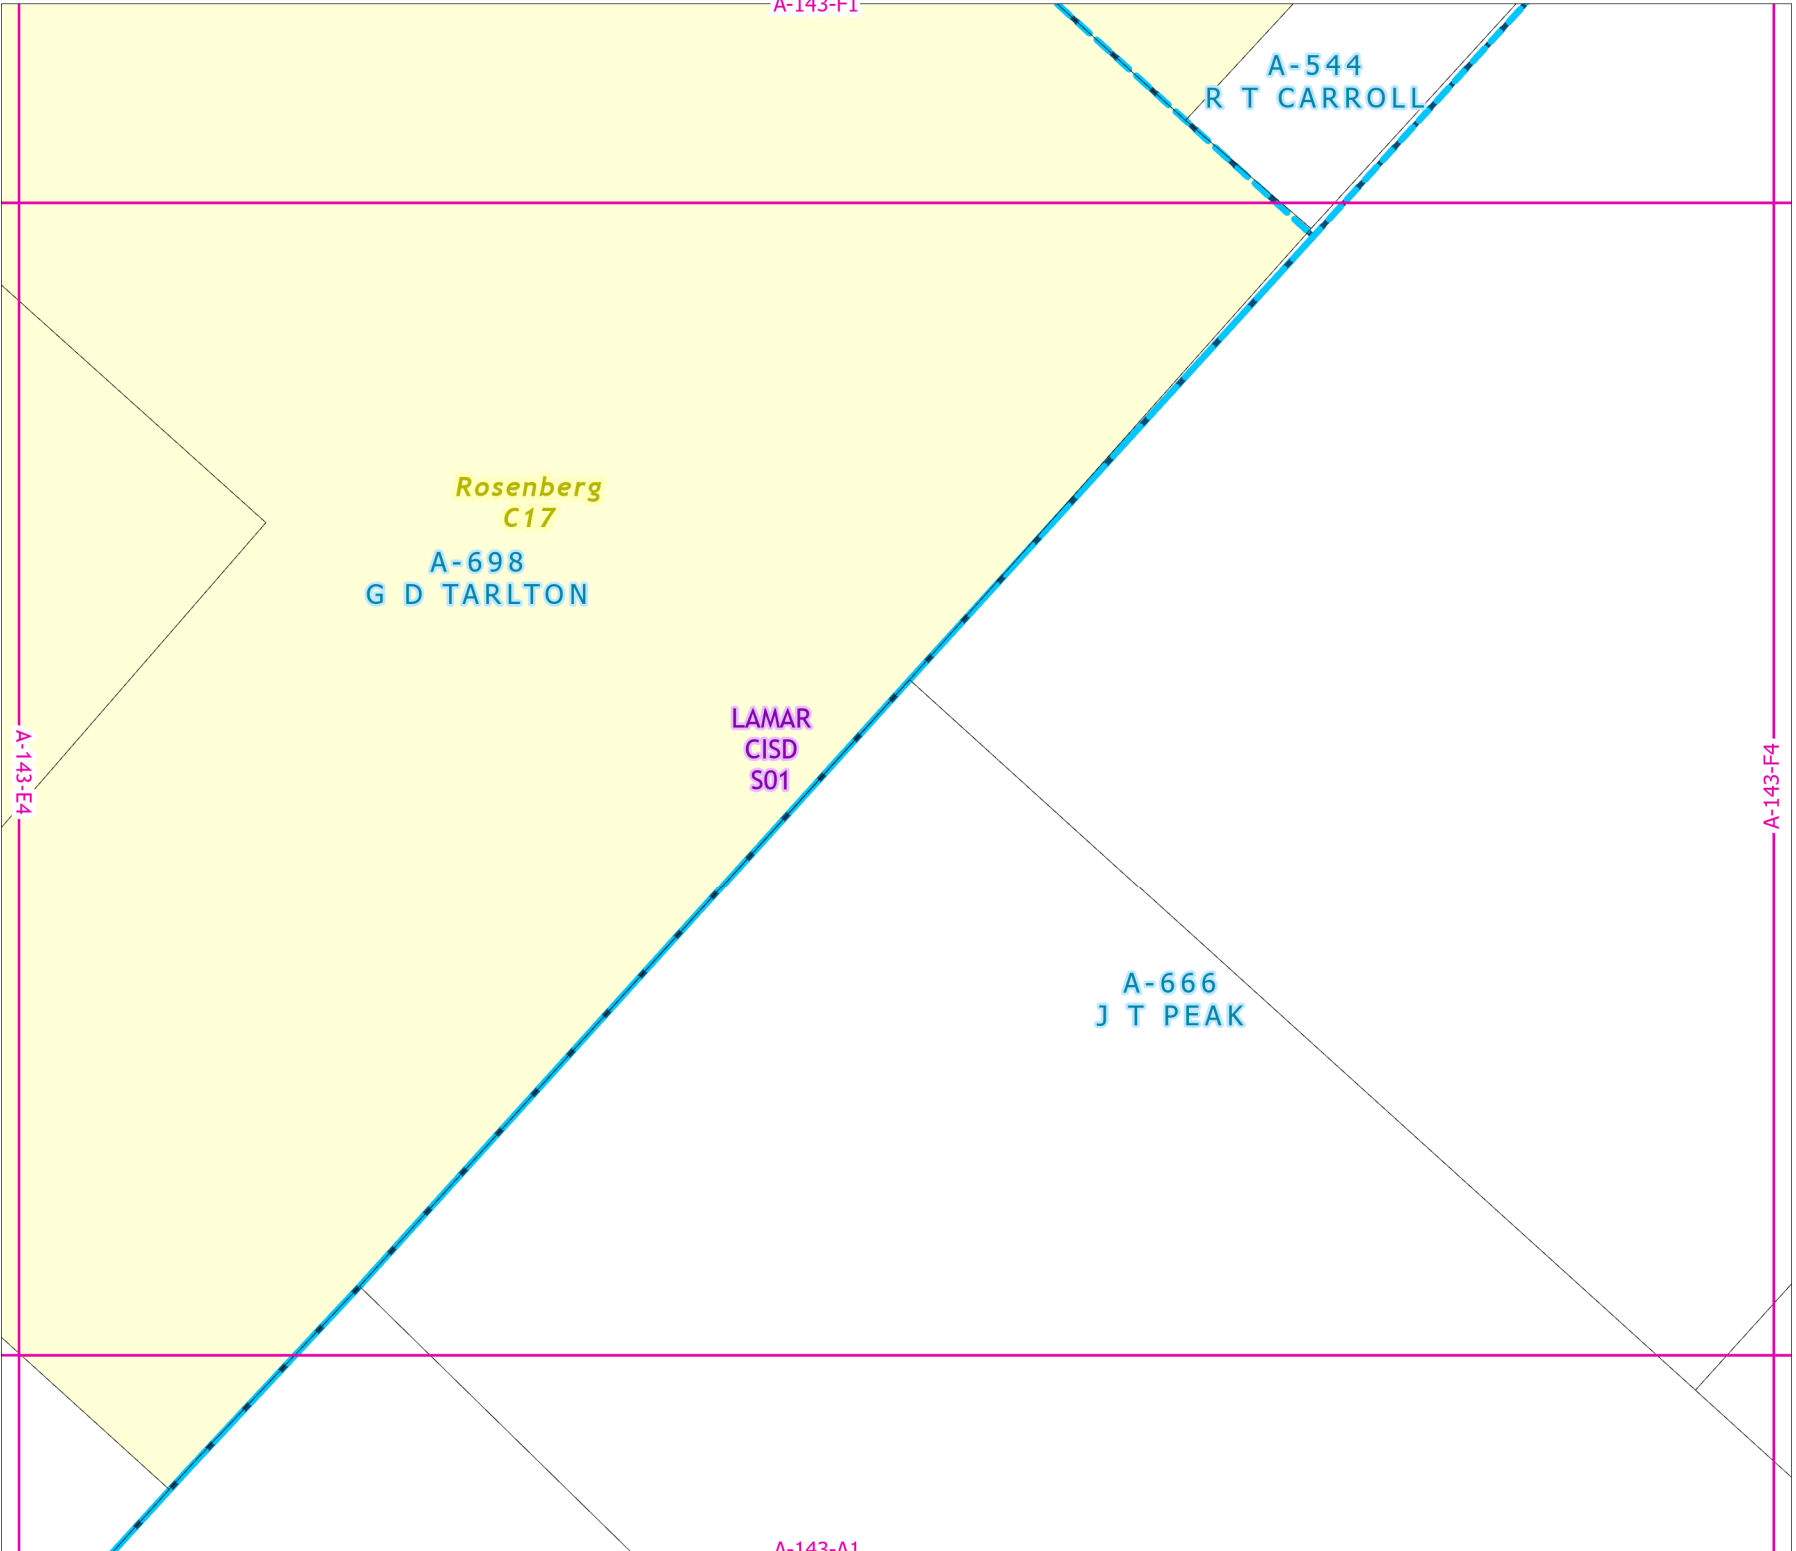 A-143-F1
A-544
R T CARROLL
Rosenberg
C17
A-698
G D TARLTON
LAMAR
CISD
S01
A-143-E4
A-143-F4
A-666
J T PEAK
A-143-A1